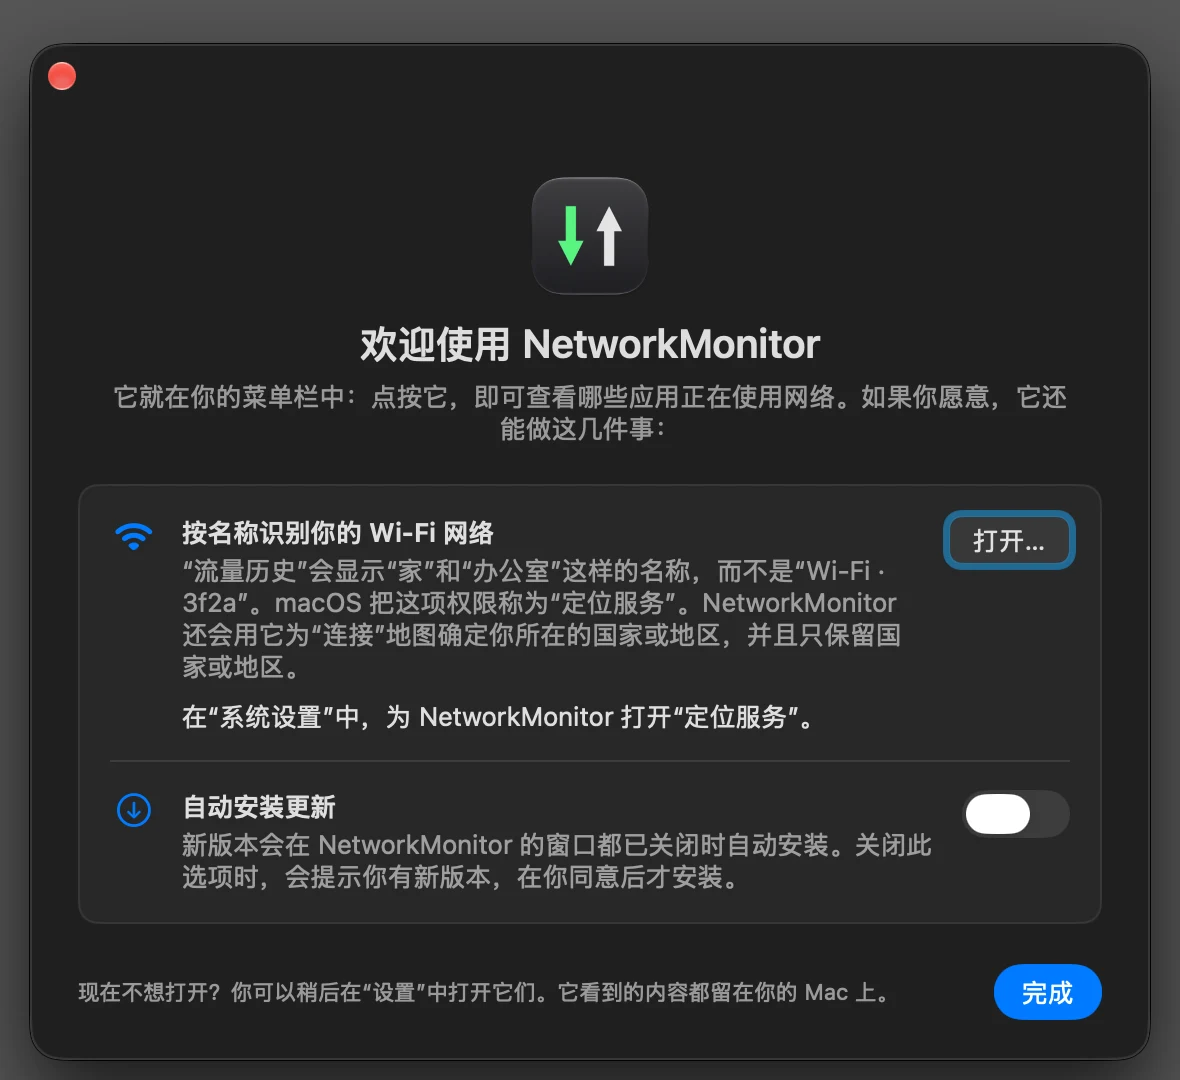 欢迎使用 NetworkMonitor
它就在你的菜单栏中：点按它，即可查看哪些应用正在使用网络。如果你愿意，它还
能做这几件事：
按名称识别你的 Wi-Fi 网络
打开...
“流量历史”会显示“家”和“办公室”这样的名称，而不是“Wi-Fi ·
3f2a”。macOS 把这项权限称为“定位服务”。NetworkMonitor
还会用它为“连接”地图确定你所在的国家或地区，并且只保留国
家或地区。
在“系统设置”中，为 NetworkMonitor 打开“定位服务”。
自动安装更新
新版本会在 NetworkMonitor 的窗口都已关闭时自动安装。关闭此
选项时，会提示你有新版本，在你同意后才安装。
现在不想打开？你可以稍后在“设置”中打开它们。它看到的内容都留在你的 Mac 上。
完成